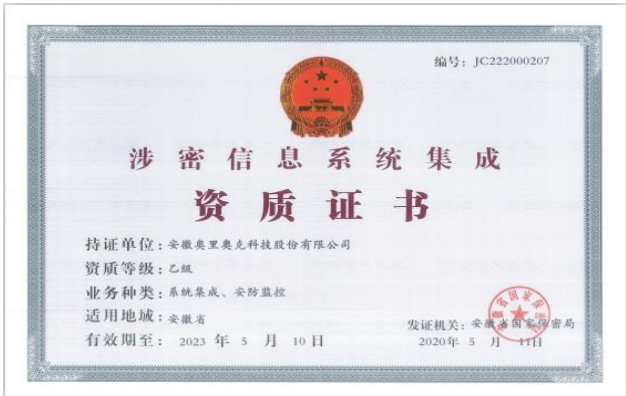 编号：JC222000207
涉密信息系统集成
资质证书
持证单位：安徽奥里奥克科技股份有限公司
资质等级：乙级
业务种类：系统集成、安防监控
适用地域：安徽省
发证机关：安徽省国家保密局
有效期至：2023 年 5 月 10 日
2020年 5 月 11日